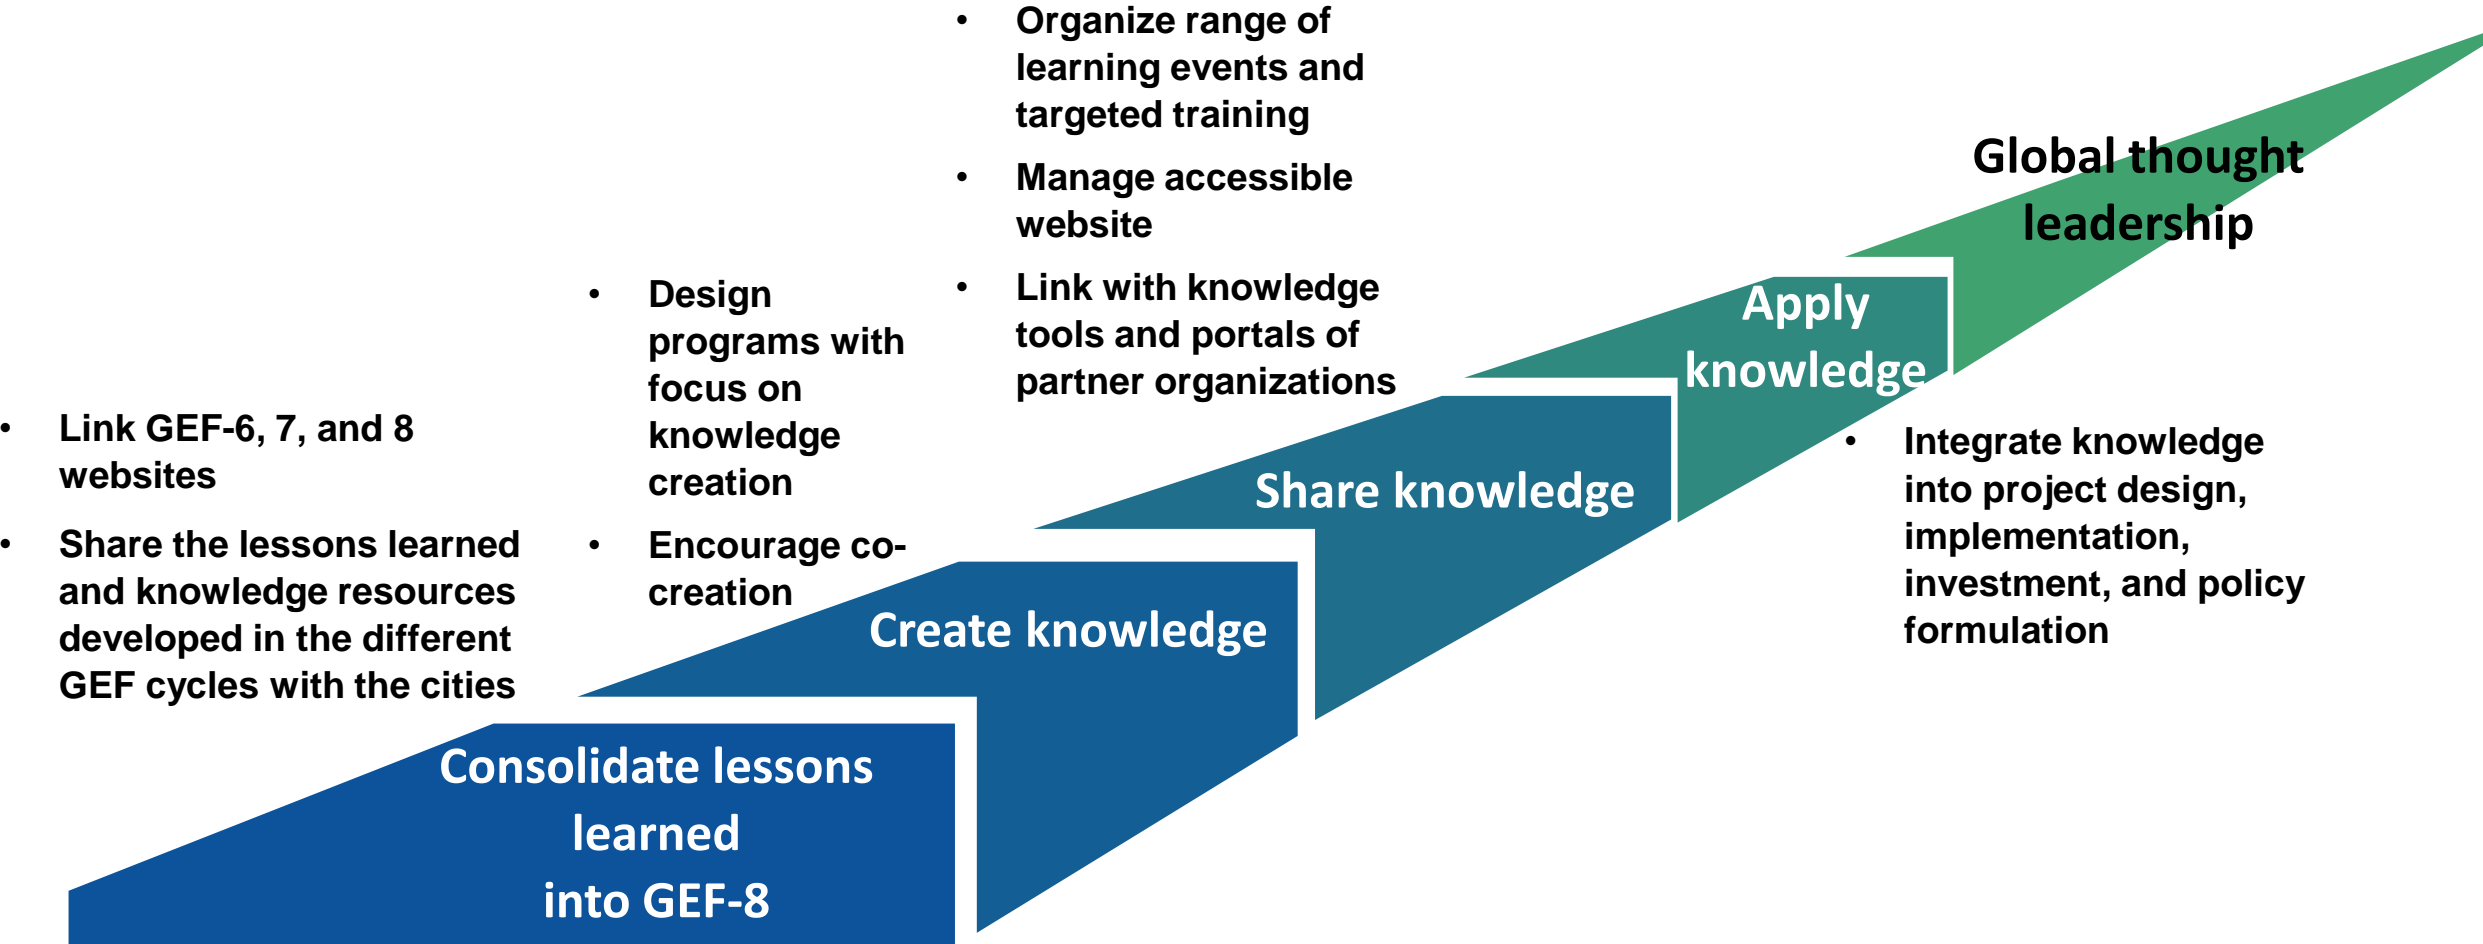 • Organize range of
learning events and
targeted training
• Manage accessible
website
• Link with knowledge
tools and portals of
partner organizations
• Design
programs with
focus on
knowledge
creation
• Encourage co-
creation
• Link GEF-6, 7, and 8
websites
• Share the lessons learned
and knowledge resources
developed in the different
GEF cycles with the cities
Consolidate lessons
learned
into GEF-8
Create knowledge
Share knowledge
Apply
knowledge
Global thought
leadership
• Integrate knowledge
into project design,
implementation,
investment, and policy
formulation